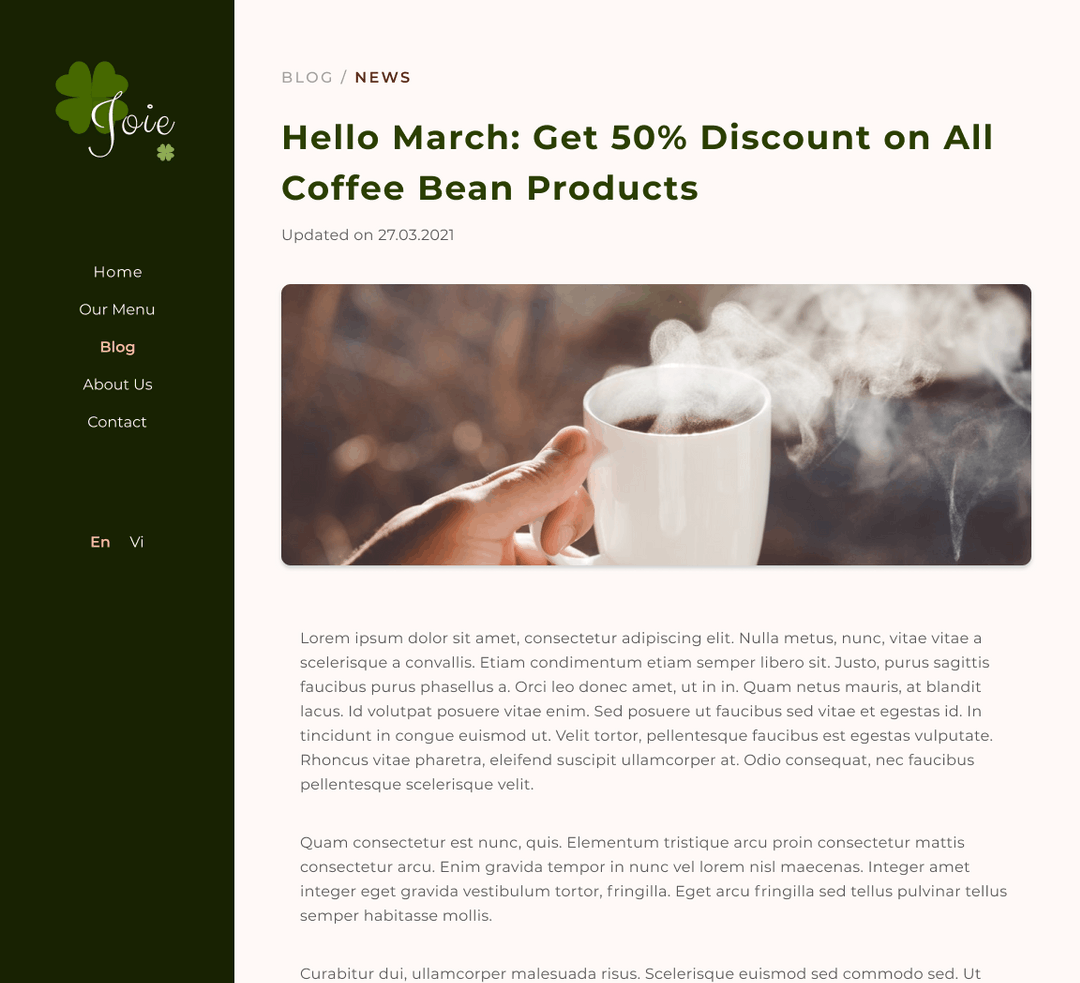 Joie
Home
Our Menu
Blog
About Us
Contact
En Vi
BLOG / NEWS
Hello March: Get 50% Discount on All
Coffee Bean Products
Updated on 27.03.2021
Lorem ipsum dolor sit amet, consectetur adipiscing elit. Nulla metus, nunc, vitae vitae a
scelerisque a convallis. Etiam condimentum etiam semper libero sit. Justo, purus sagittis
faucibus purus phasellus a. Orci leo donec amet, ut in in. Quam netus mauris, at blandit
lacus. Id volutpat posuere vitae enim. Sed posuere ut faucibus sed vitae et egestas id. In
tincidunt in congue euismod ut. Velit tortor, pellentesque faucibus est egestas vulputate.
Rhoncus vitae pharetra, eleifend suscipit ullamcorper at. Odio consequat, nec faucibus
pellentesque scelerisque velit.
Quam consectetur est nunc, quis. Elementum tristique arcu proin consectetur mattis
consectetur arcu. Enim gravida tempor in nunc vel lorem nisl maecenas. Integer amet
integer eget gravida vestibulum tortor, fringilla. Eget arcu fringilla sed tellus pulvinar tellus
semper habitasse mollis.
Curabitur dui, ullamcorper malesuada risus. Scelerisque euismod sed commodo sed. Ut